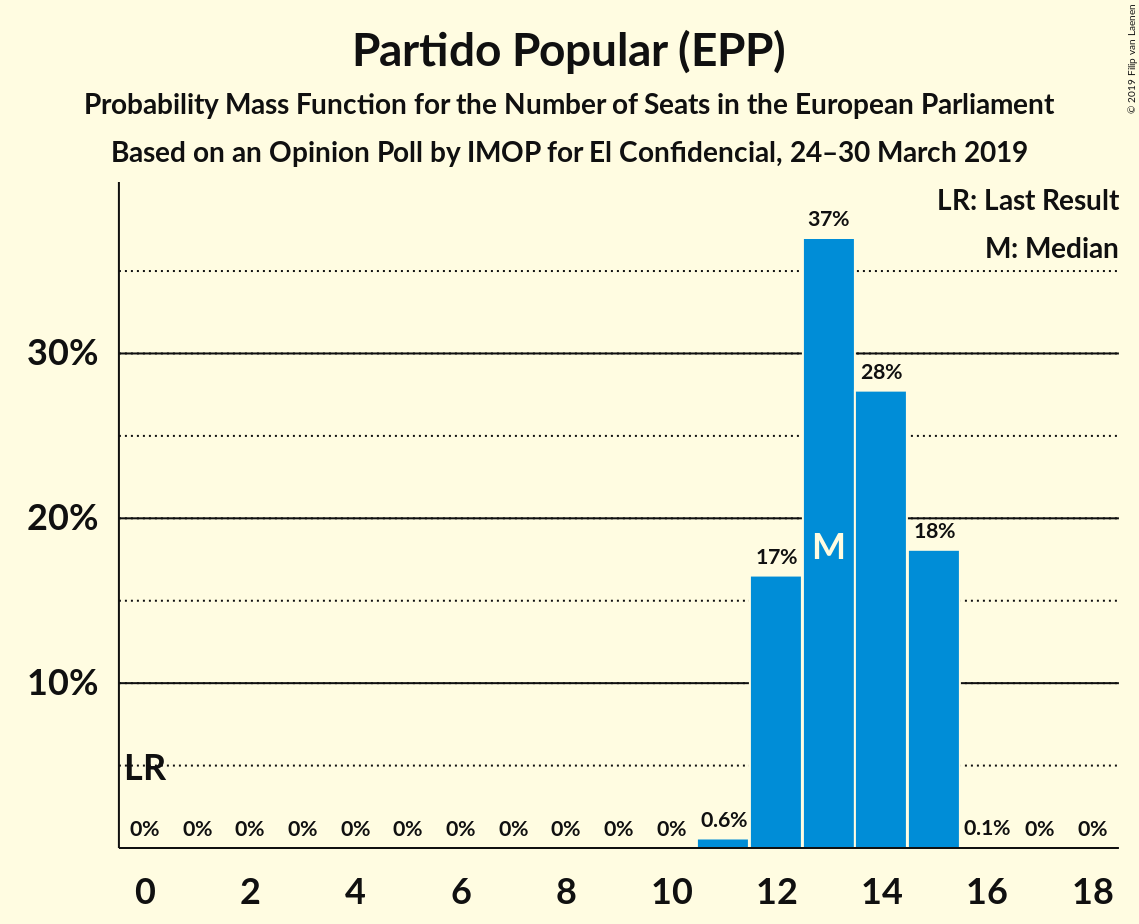 Partido Popular (EPP)
Probability Mass Function for the Number of Seats in the European Parliament
Based on an Opinion Poll by IMOP for El Confidencial, 24–30 March 2019
© 2019 Filip van Laenen
LR: Last Result
M: Median
37%
30%
28%
20%
18%
17%
M
10%
LR
0% 0% 0% 0% 0% 0% 0% 0% 0% 0% 0% 0.6% 0.1% 0% 0%
0 2 4 6 8 10 12 14 16 18